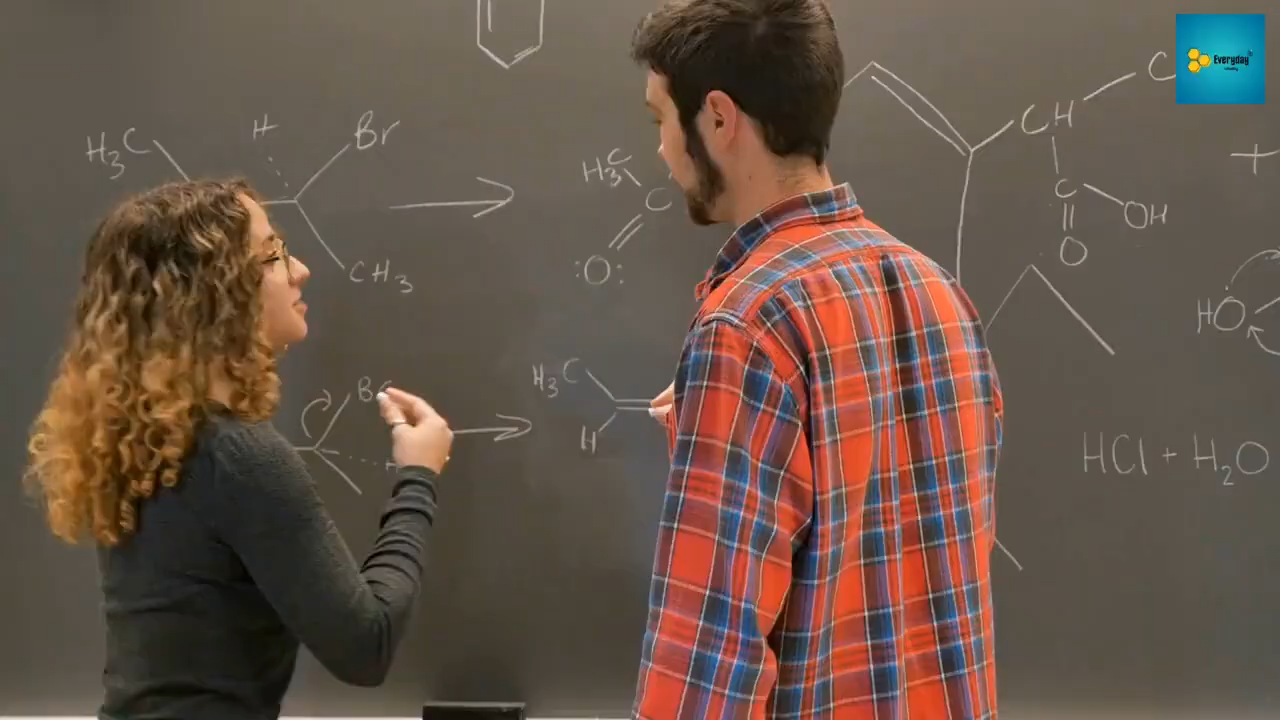 Everyday
H
Br
H₃C
CH₃
H₃C
C
:O:
CH
C
C
OH
O
+
H₃C
H
HO
HCl + H₂O